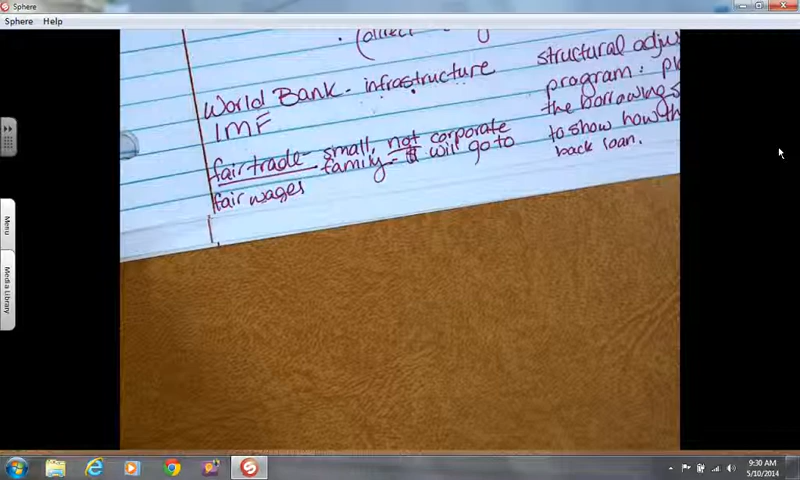 Sphere
Sphere Help
World Bank - infrastructure
IMF
fair trade - small, not corporate
family - $ will go to
fair wages
structural adju
program:
the borrowing
to show how th
back loan.
Menu
Media Library
9:30 AM
5/10/2014